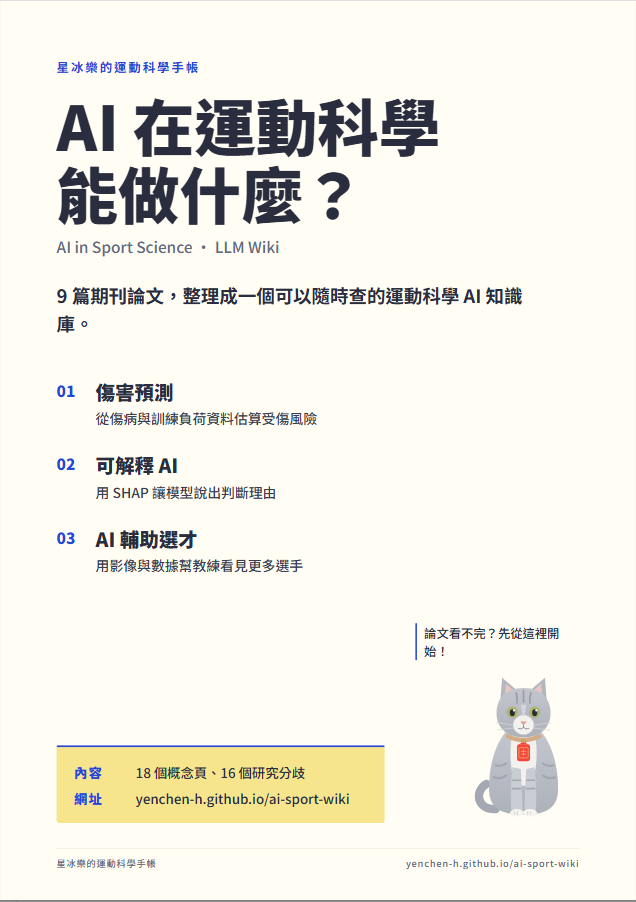 星冰樂的運動科學手帳
AI 在運動科學
能做什麼？
AI in Sport Science · LLM Wiki
9 篇期刊論文，整理成一個可以隨時查的運動科學 AI 知識
庫。
01 傷害預測
從傷病與訓練負荷資料估算受傷風險
02 可解釋 AI
用 SHAP 讓模型說出判斷理由
03 AI 輔助選才
用影像與數據幫教練看見更多選手
論文看不完？先從這裡開
始！
內容 18 個概念頁、16 個研究分歧
網址 yenchen-h.github.io/ai-sport-wiki
星冰樂的運動科學手帳 yenchen-h.github.io/ai-sport-wiki